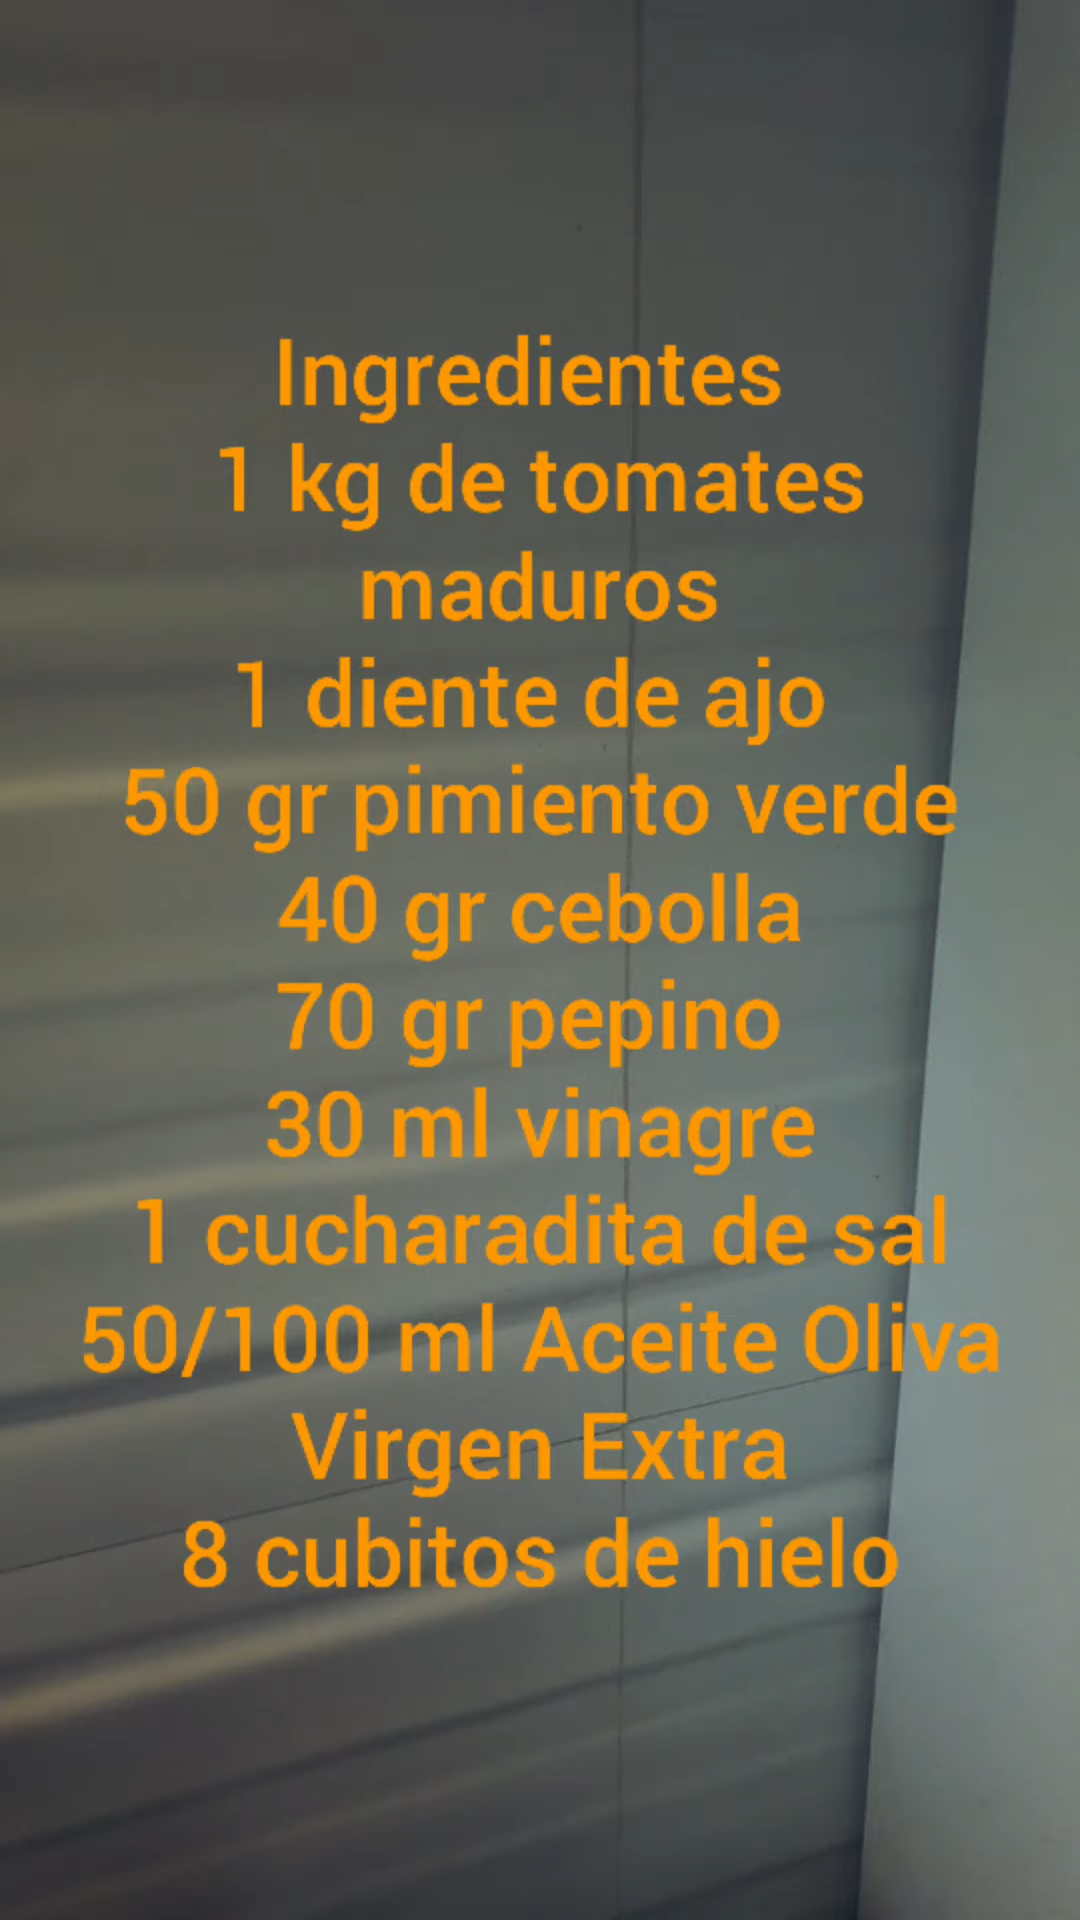 Ingredientes
1 kg de tomates
maduros
1 diente de ajo
50 gr pimiento verde
40 gr cebolla
70 gr pepino
30 ml vinagre
1 cucharadita de sal
50/100 ml Aceite Oliva
Virgen Extra
8 cubitos de hielo